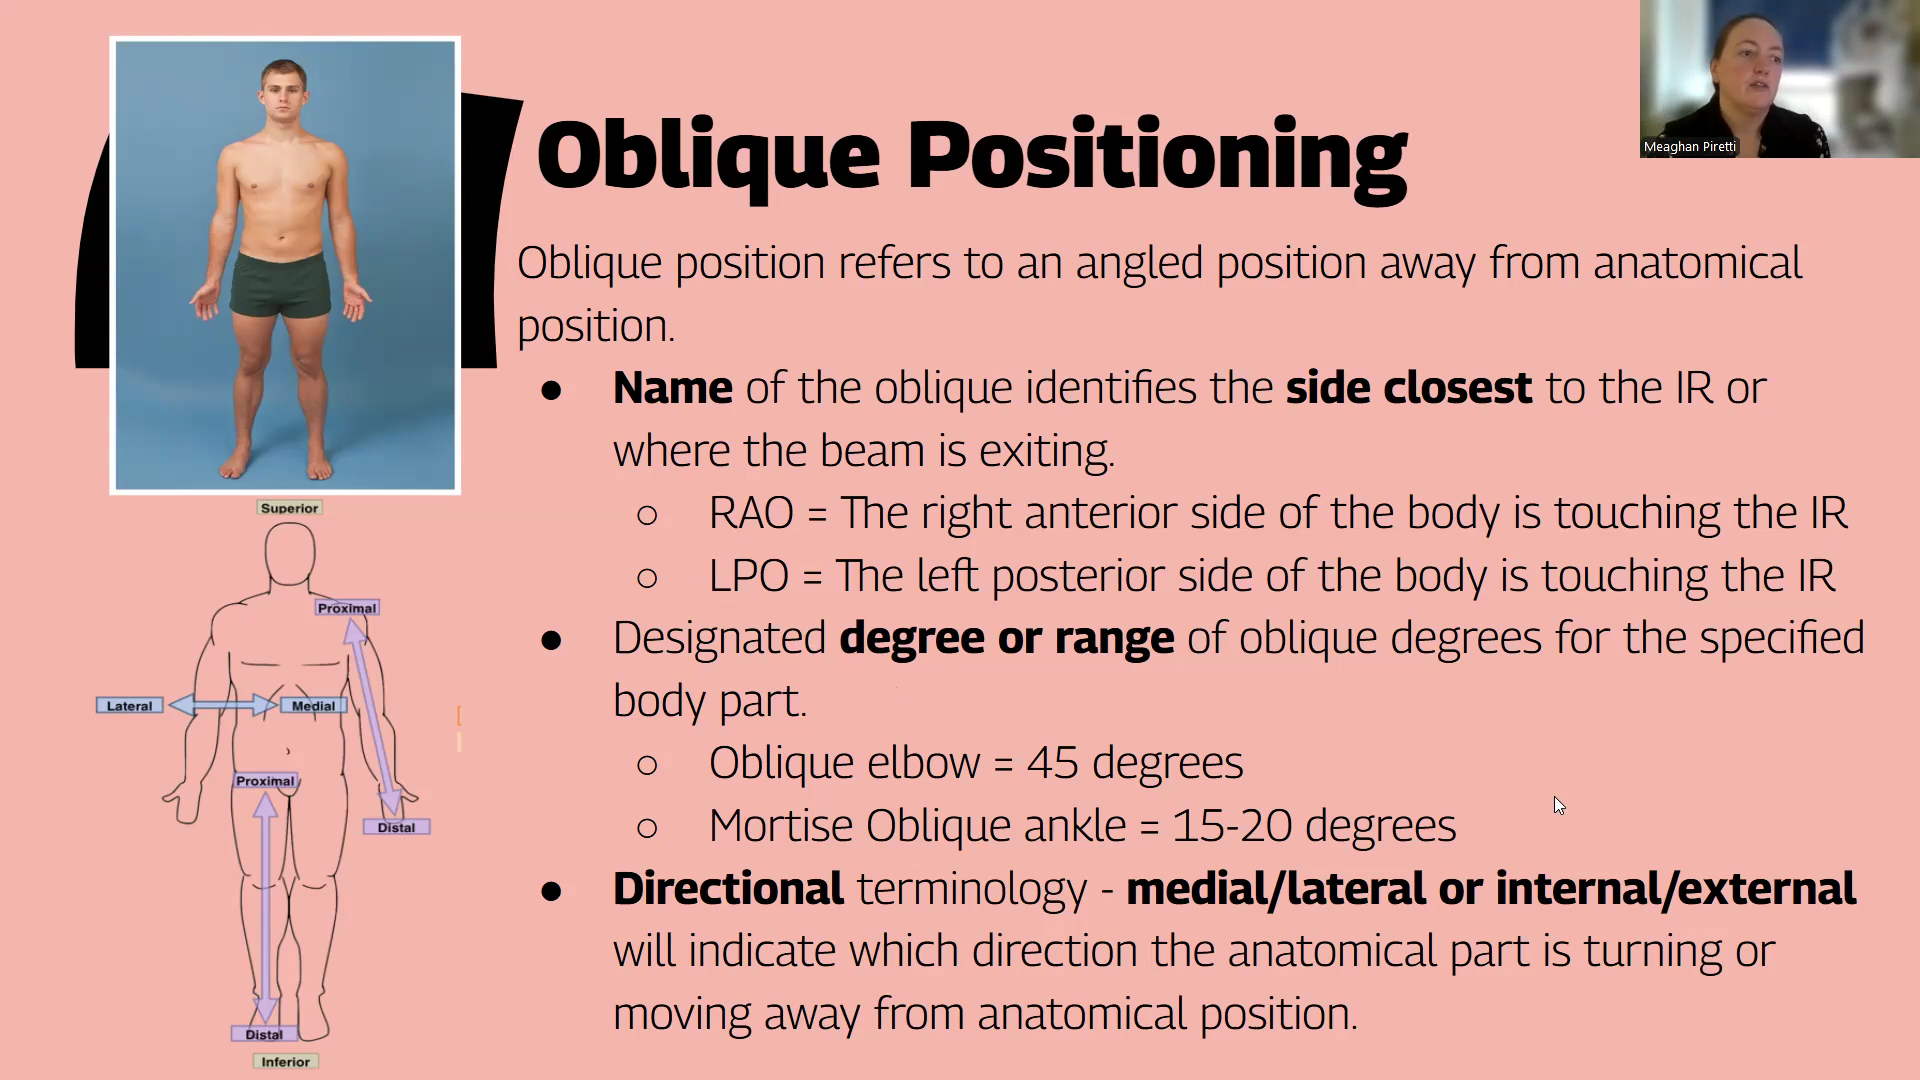 Oblique Positioning
Meaghan Piretti
Oblique position refers to an angled position away from anatomical
position.
● Name of the oblique identifies the side closest to the IR or
where the beam is exiting.
○ RAO = The right anterior side of the body is touching the IR
○ LPO = The left posterior side of the body is touching the IR
● Designated degree or range of oblique degrees for the specified
body part.
○ Oblique elbow = 45 degrees
○ Mortise Oblique ankle = 15-20 degrees
● Directional terminology - medial/lateral or internal/external
will indicate which direction the anatomical part is turning or
moving away from anatomical position.
Superior
Proximal
Lateral
Medial
Proximal
Distal
Distal
Inferior